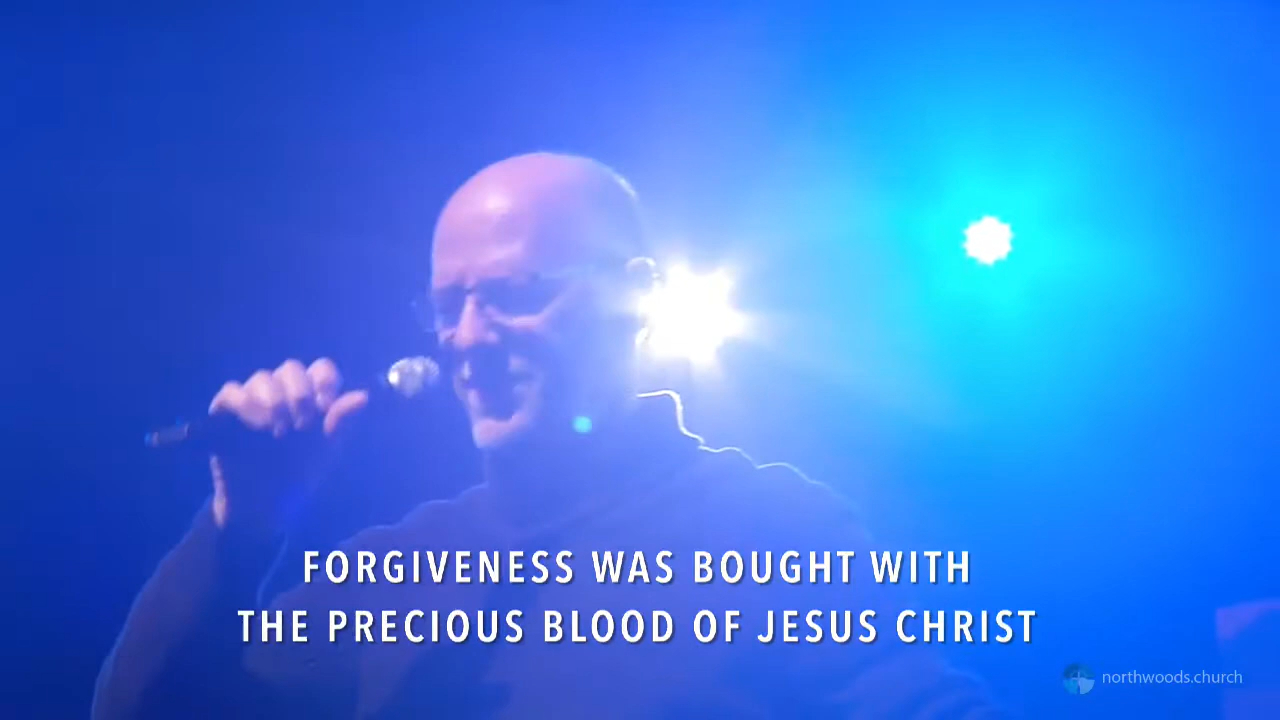 FORGIVENESS WAS BOUGHT WITH
THE PRECIOUS BLOOD OF JESUS CHRIST
northwoods.church